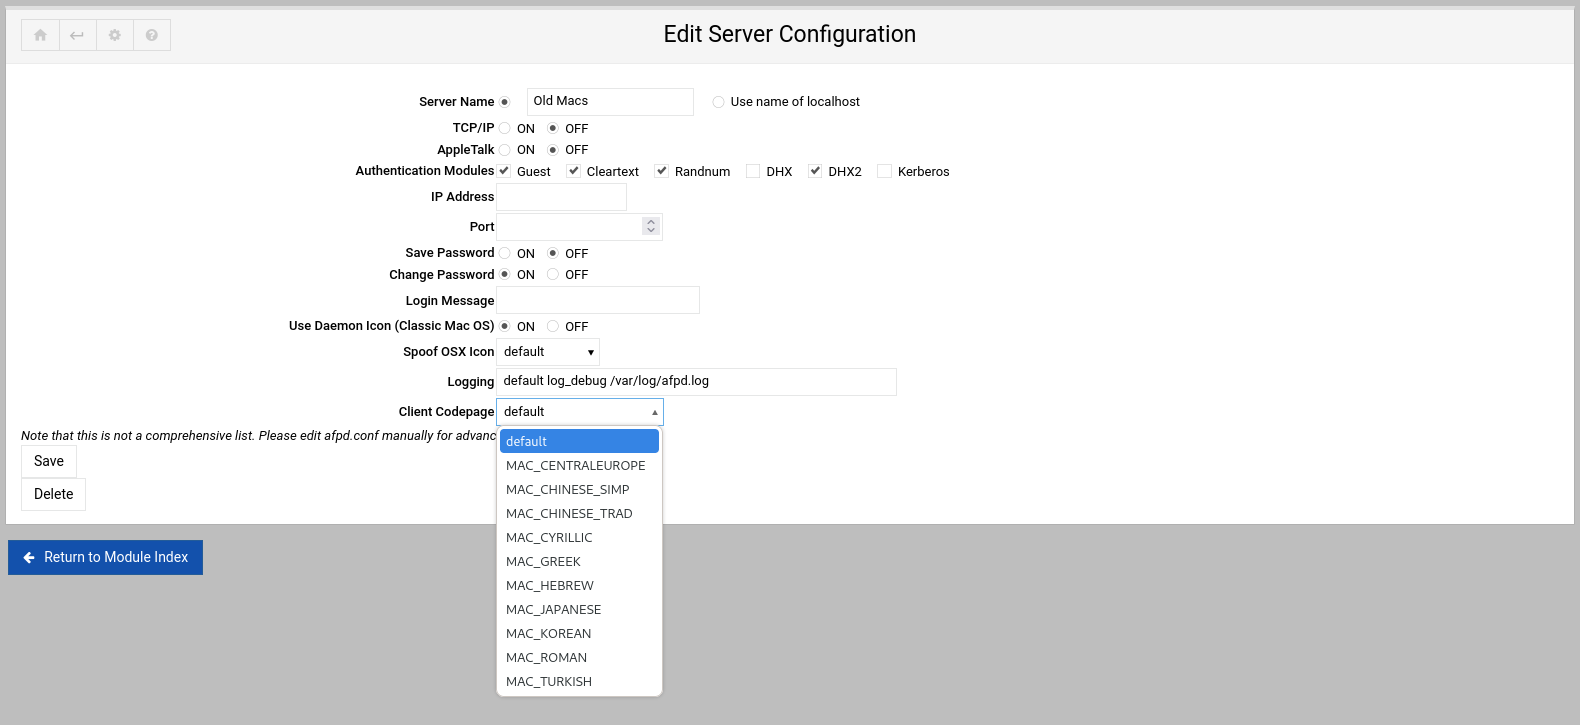 Edit Server Configuration
Server Name Old Macs Use name of localhost
TCP/IP ON OFF
AppleTalk ON OFF
Authentication Modules Guest Cleartext Randnum DHX DHX2 Kerberos
IP Address
Port
Save Password ON OFF
Change Password ON OFF
Login Message
Use Daemon Icon (Classic Mac OS) ON OFF
Spoof OSX Icon default
Logging default log_debug /var/log/afpd.log
Client Codepage default
Note that this is not a comprehensive list. Please edit afpd.conf manually for advanc
default
Save
MAC_CENTRALEUROPE
MAC_CHINESE_SIMP
Delete
MAC_CHINESE_TRAD
MAC_CYRILLIC
Return to Module Index
MAC_GREEK
MAC_HEBREW
MAC_JAPANESE
MAC_KOREAN
MAC_ROMAN
MAC_TURKISH